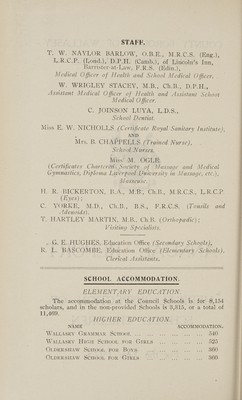 STAFF.
T. W. NAYLOR BARLOW, O.B.E., M.R.C.S. (Eng.),
L.R.C.P. (Lond.), D.P.H. (Camb.), of Lincoln's Inn,
Barrister-at-Law, F.R.S. (Edin.),
Medical Officer of Health and School Medical Officer.
W. WRIGLEY STACEY, M.B., Ch.B., D.P.H.,
Assistant Medical Officer of Health and Assistant School
Medical Officer.
C. JOINSON LUYA, L.D.S.,
School Dentist.
Miss E. W. NICHOLLS (Certificate Royal Sanitary Institute).
AND
Mrs. B. CHAPPELLS (Trained Nurse),
School Nurses.
Miss M. OGLE
(Certificates Chartered Society of Massage and Medical
Gymnastics, Diploma Liverpool University in Massage, etc.),
Masseuse.
H. R. BICKERTON, B.A., M.B., Ch.B., M.R.C.S., L.R.C.P.
(Eyes);
C. YORKE, M.D., Ch.B., B.S., F.R.C.S. (Tonsils and
Adenoids).
T. HARTLEY MARTIN, M.B., Ch.B. (Orthopædic);
Visiting Specialists.
G. E. HUGHES, Education Office (Secondary Schools),
R. L. BASCOMBE Education Office (Elementary Schools).
Clerical Assistants.
SCHOOL ACCOMMODATION.
ELEMENTARY EDUCATION.
The accommodation at the Council Schools is for 8,154
scholars, and in the non-provided Schools is 3,315, or a total of
11,469.
HIGHER EDUCATION.
NAME ACCOMMODATION.
Wallasey Grammar School ... 540
Wallasey High School for Girls ... 525
Oldershaw School for Boys ... 360
Oldershaw School for Girls ... 360